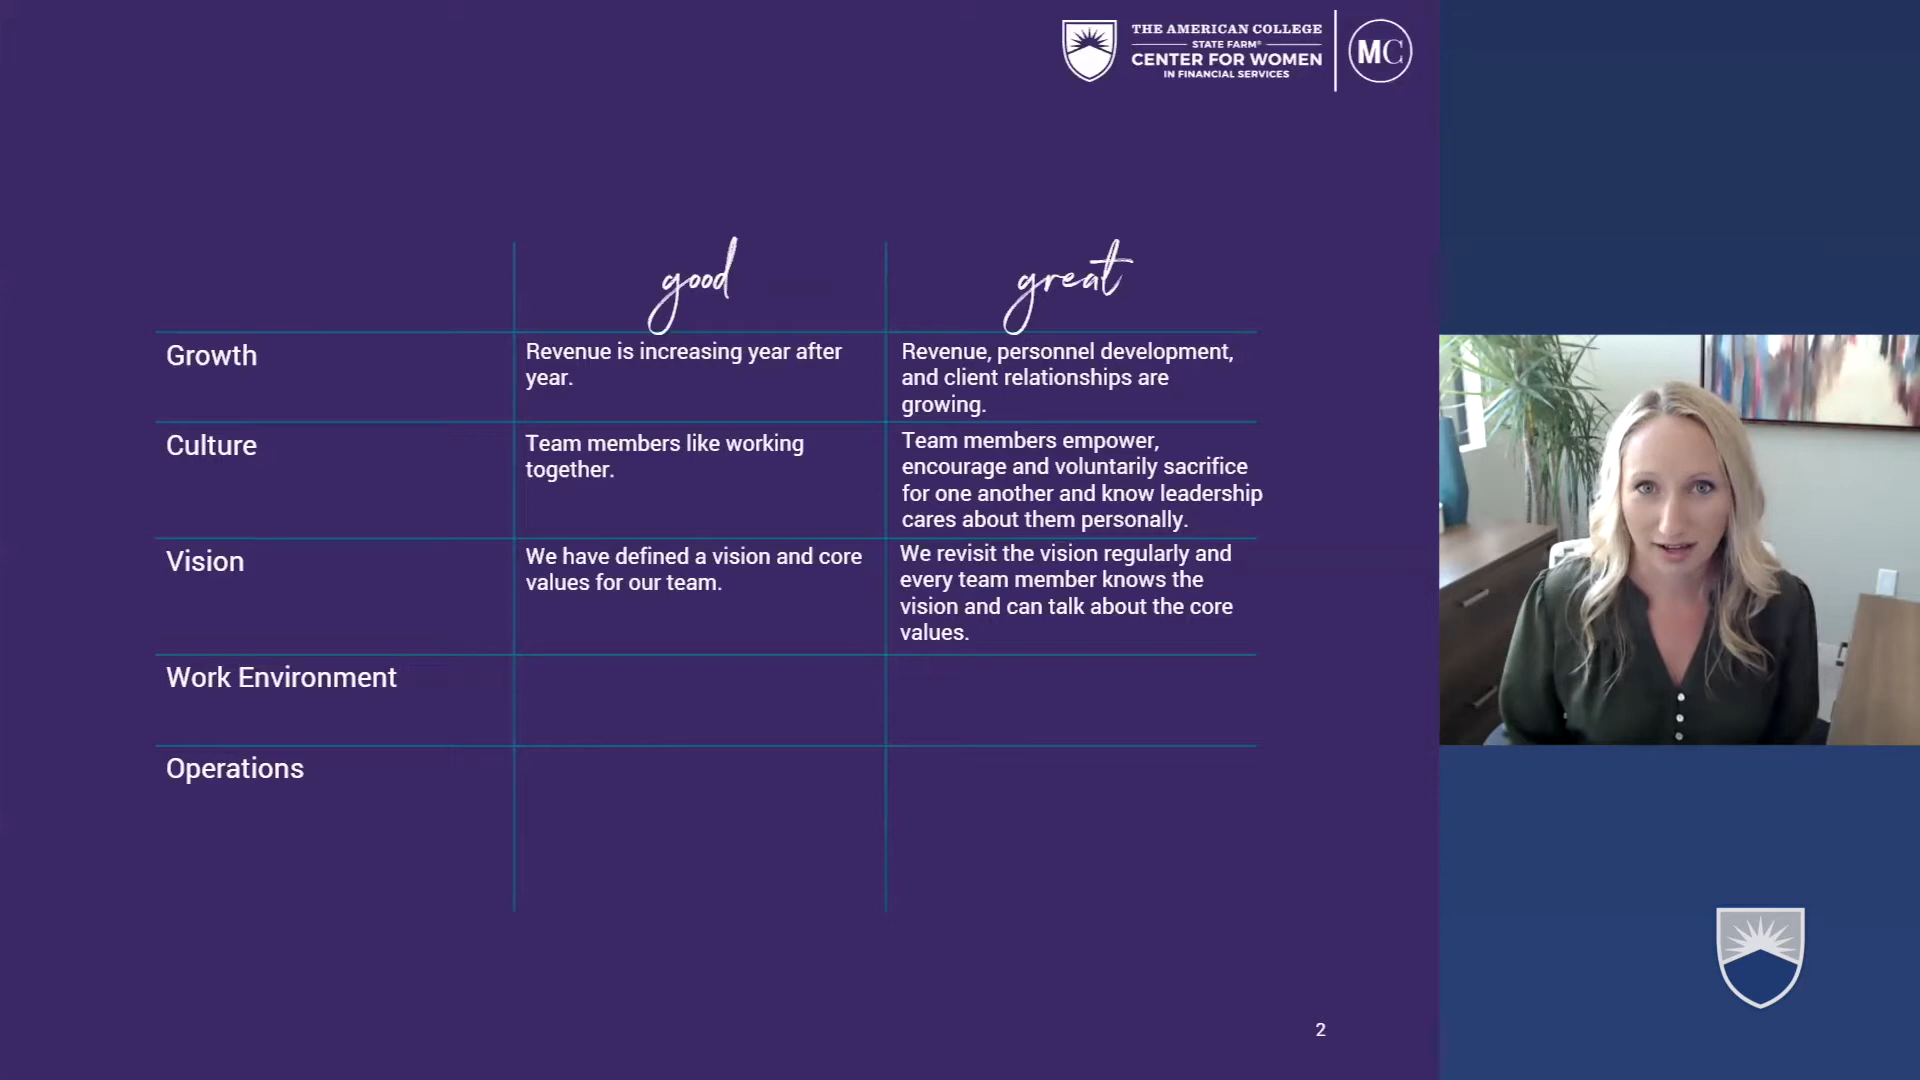 THE AMERICAN COLLEGE
STATE FARM®
CENTER FOR WOMEN
IN FINANCIAL SERVICES
MC
good
great
Growth
Revenue is increasing year after
year.
Revenue, personnel development,
and client relationships are
growing.
Culture
Team members like working
together.
Team members empower,
encourage and voluntarily sacrifice
for one another and know leadership
cares about them personally.
Vision
We have defined a vision and core
values for our team.
We revisit the vision regularly and
every team member knows the
vision and can talk about the core
values.
Work Environment
Operations
2